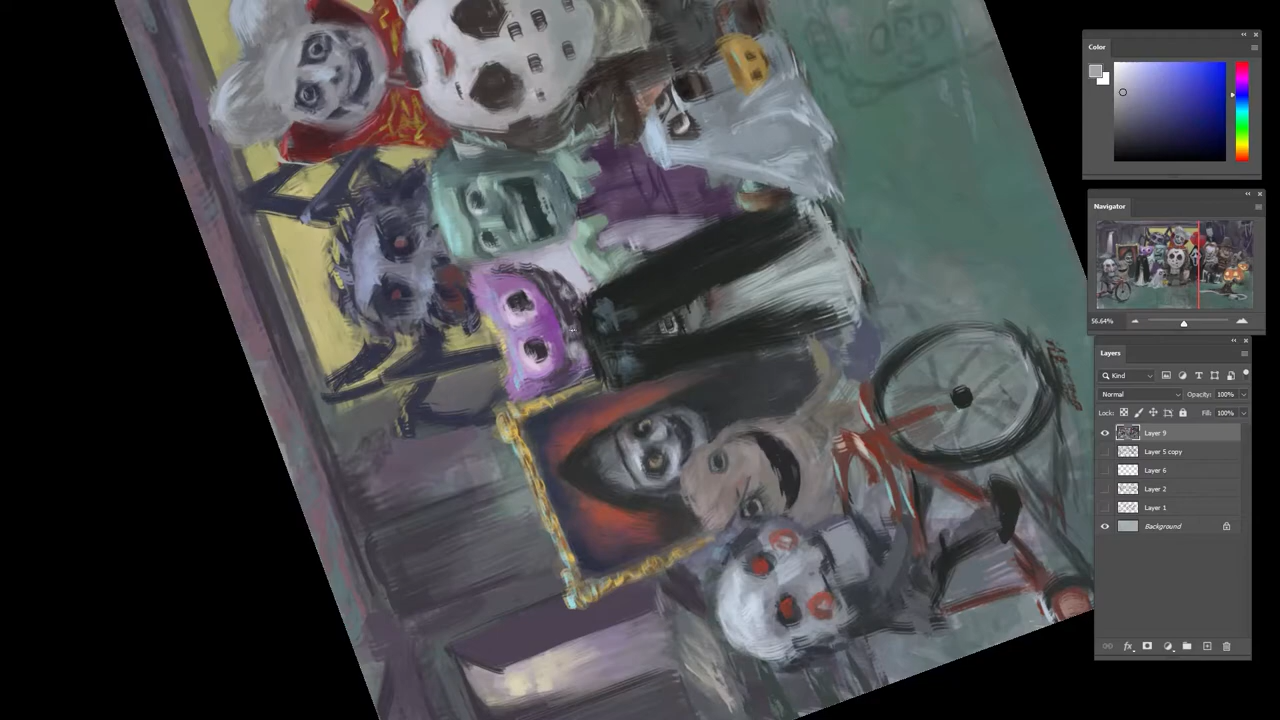 Color
Navigator
56.64%
Layers
Kind
Normal
Opacity: 100%
Lock:
Fill: 100%
Layer 9
Layer 5 copy
Layer 6
Layer 2
Layer 1
Background
fx